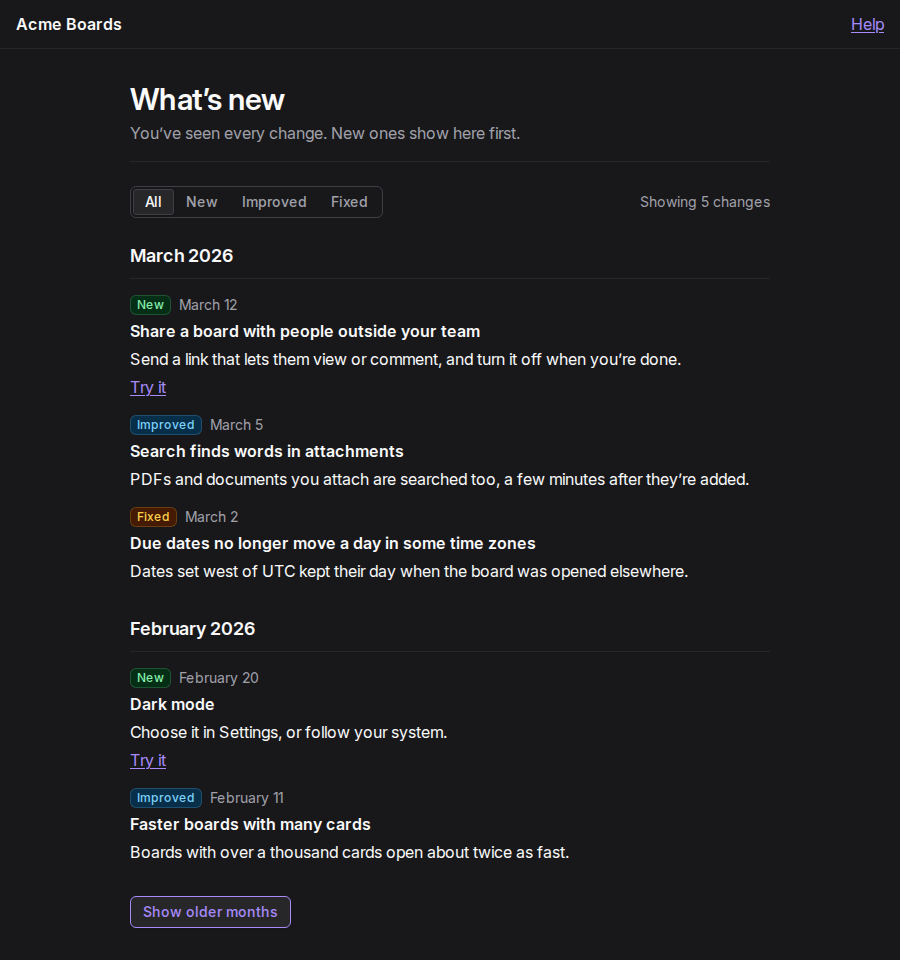 Acme Boards
Help
What’s new
You’ve seen every change. New ones show here first.
All New Improved Fixed
Showing 5 changes
March 2026
New March 12
Share a board with people outside your team
Send a link that lets them view or comment, and turn it off when you’re done.
Try it
Improved March 5
Search finds words in attachments
PDFs and documents you attach are searched too, a few minutes after they’re added.
Fixed March 2
Due dates no longer move a day in some time zones
Dates set west of UTC kept their day when the board was opened elsewhere.
February 2026
New February 20
Dark mode
Choose it in Settings, or follow your system.
Try it
Improved February 11
Faster boards with many cards
Boards with over a thousand cards open about twice as fast.
Show older months